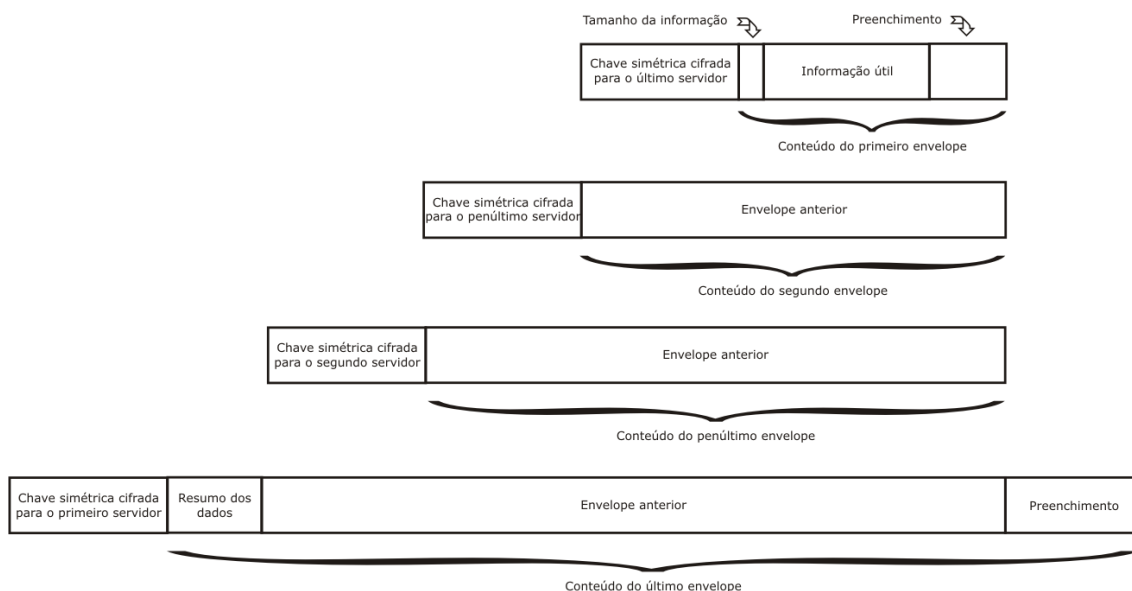 Tamanho da informação
Preenchimento
Chave simétrica cifrada
para o último servidor
Informação útil
Conteúdo do primeiro envelope
Chave simétrica cifrada
para o penúltimo servidor
Envelope anterior
Conteúdo do segundo envelope
Chave simétrica cifrada
para o segundo servidor
Envelope anterior
Conteúdo do penúltimo envelope
Chave simétrica cifrada
para o primeiro servidor
Resumo dos
dados
Envelope anterior
Preenchimento
Conteúdo do último envelope